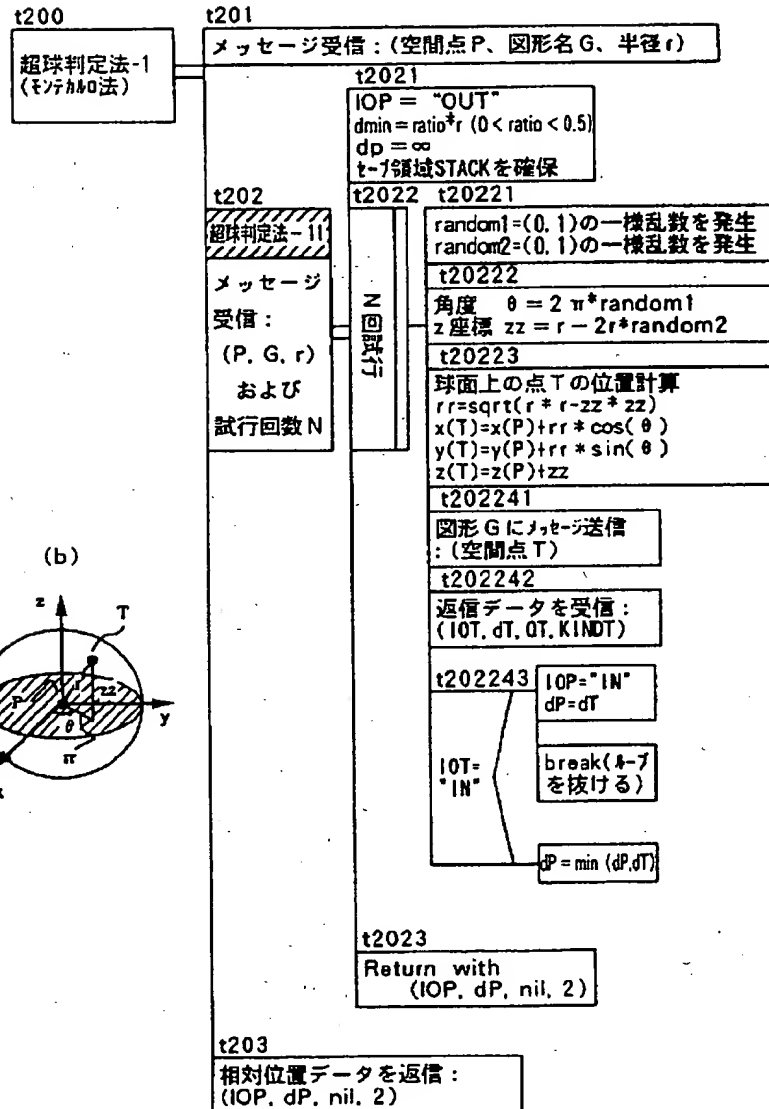 t200
超球判定法-1
(モンテカルロ法)
t201
メッセージ受信：(空間点P、図形名G、半径r)
t2021
IOP = "OUT"
dmin=ratio*r (0<ratio<0.5)
dp=∞
セーブ領域STACKを確保
t202
超球判定法-11
メッセージ
受信：
(P, G, r)
および
試行回数N
t2022
N回試行
t20221
random1=(0, 1)の一様乱数を発生
random2=(0, 1)の一様乱数を発生
t20222
角度 θ=2π*random1
z座標 zz=r-2r*random2
t20223
球面上の点Tの位置計算
rr=sqrt(r*r-zz*zz)
x(T)=x(P)+rr*cos(θ)
y(T)=y(P)+rr*sin(θ)
z(T)=z(P)+zz
t202241
図形Gにメッセージ送信
：(空間点T)
t202242
返信データを受信：
(IOT, dT, QT, KINDT)
t202243
IOT=
"IN"
IOP="IN"
dP=dT
break(ループ
を抜ける)
dP=min (dP,dT)
t2023
Return with
(IOP, dP, nil, 2)
t203
相対位置データを返信：
(IOP, dP, nil, 2)
(b)
z
T
r
zz
P
y
θ
π
x